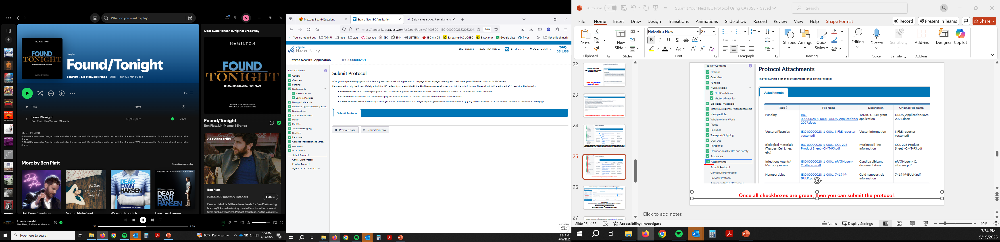 What do you want to play?
C
HAMILTON
FOUND
TONIGHT
LIN-MANUEL MIRANDA / BEN PLATT
Single
Found/Tonight
Ben Platt • Lin-Manuel Miranda • 2018 • 1 song, 2 min 59 sec
List
# Title Plays
1 Found/Tonight 56,958,852 2:59
Ben Platt, Lin-Manuel Miranda
March 19, 2018
© 2018 I Know Another One, Inc. under exclusive license to Atlantic Recording Corporation for the United States and WEA International Inc. for the world outside the United
States
℗ 2018 I Know Another One, Inc. under exclusive license to Atlantic Recording Corporation for the United States and WEA International Inc. for the world outside the United
States
More by Ben Platt
See discography
DEAR
EVAN
HANSEN
DEAR
EVAN
HANSEN
Diet Pepsi (Live from
Sing To Me Instead
Waving Through A
Dear Evan Hansen
Dear Evan Hansen (Original Broadway
HAMILTON
FOUND
TONIGHT
LIN-MANUEL MIRANDA / BEN PLATT
A PORTION OF THE PROCEEDS GO TO
MARCH FOR OUR LIVES INITIATIVE
Found/Tonight
Ben Platt, Lin-Manuel Miranda
About the artist
Ben Platt
2,956,500 monthly listeners
Follow
Fans worldwide fell head over heels for Ben Platt during
his Tony® Award-winning turn in Dear Evan Hansen and
films such as the Pitch Perfect franchise. As the vocalist,...
Found/Tonight
Ben Platt, Lin-Manuel Miranda
1:35
2:59
Type here to search
93°F Partly sunny
3:34 PM
9/19/2025
Message Board/Questions
Start a New IBC Application
Gold nanoparticles 5 nm diamete
https://tamiur4.uat.cayuse.com/esOpenPage.wc?400590~IBC-00000028%20%20
80%
You are logged out.
TAMIU
tools
stats
Cascade
SSO
SPIN
LISTSERV
IBC risk DB
Basecamp IACUC/IBC
Basecamp
Google class
Pivot
Other Bookmarks
cayuse
Hazard Safety
Site: TAMIU
Role: IBC Office
Products
Celeste Kidd
cayuse
Start a New IBC Application
IBC-00000028 1
Table of Contents
Options
Overview
Funding
Nucleic Acids
NIH Guidelines
Vectors/Plasmids
Biological Materials
Infectious Agents/Microorganisms
Nanoparticles
Whole Animal Work
Plants
Facilities
Transport/Shipping
Dual Use
Personnel
Occupational Health and Safety
Assurance
Attachments
Submit Protocol
Cancel Draft Protocol
Preview Protocol
Agents on IACUC Protocols
Submit Protocol
After you complete each page and click Save, a green check mark will appear next to the page. When all pages have a green check mark, you will be able to submit for IBC review.
Please note that only the PI can officially submit for IBC review. If you are not the PI, the PI will receive an email when you click the submit button. The email will indicate that a draft is ready for PI submission.
• Preview Protocol: To preview your protocol or to save a PDF, please click Preview Protocol from the Table of Contents on the lower left side of the screen.
• Attachments: Please click the Attachments page on the lower left of the Table of Contents to check the list of attachments.
• Cancel Draft Protocol: If the study is no longer active, or a submission is no longer required, you can cancel this submission by going to the Cancel button in the Table of Contents on the left side of the page.
Submit Protocol
Previous page
Submit Protocol
Resource
Center
badge
3:34 PM
9/19/2025
AutoSave On
Submit Your Next IBC Protocol Using CAYUSE • Saved
Search
File Home Insert Draw Design Transitions Animations Slide Show Record Review View Help Shape Format
Record
Present in Teams
Share
Paste
Clipboard
New
Slide
Slides
Helvetica Now 27
B I U S ab AV
A Aa A A
Font
Paragraph
Shapes
Arrange
Quick
Styles
Drawing
Editing
Dictate
Voice
Sensitivity
Sensitivity
Add-ins
Add-ins
Designer
Copilot
22
23
24
25
26
27
Table of Contents
Options
Overview
Funding
Nucleic Acids
NIH Guidelines
Vectors/Plasmids
Biological Materials
Infectious Agents/Microorganisms
Nanoparticles
Whole Animal Work
Plants
Facilities
Transport/Shipping
Dual Use
Personnel
Occupational Health and Safety
Assurance
Attachments
Submit Protocol
Cancel Draft Protocol
Preview Protocol
Agents on IACUC Protocols
Protocol Attachments
The following is a list of all attachments listed on this Protocol
Attachments
Page File Name Description Original File Name
Funding IBC- TAMIU URDA grant URDA_Application2025
00000028_1_0001_URDA_Application20 application 2027.docx
2027.docx
Vectors/Plasmids IBC-00000028_1_0001_NFkB reporter Vector information NFkB reporter
vector.pdf vector.pdf
Biological Materials IBC-00000028_1_0001_CCL-223 Murine cell line CCL-223 Product
(Tissues, Cell Lines, Product Sheet - CMT-93.pdf information Sheet - CMT-93.pdf
etc.)
Infectious Agents/ IBC-00000028_1_0001_ePATHogen - Candida albicans ePATHogen - C.
Microorganisms C. albicans.pdf documentation albicans.pdf
Nanoparticles IBC-00000028_1_0001_741949- Gold nanoparticle 741949-BULK.pdf
BULK.pdf information
Once all checkboxes are green, then you can submit the protocol.
Click to add notes
Slide 25 of 33
Accessibility: Investigate
Notes
Display Settings
40%
3:34 PM
9/19/2025